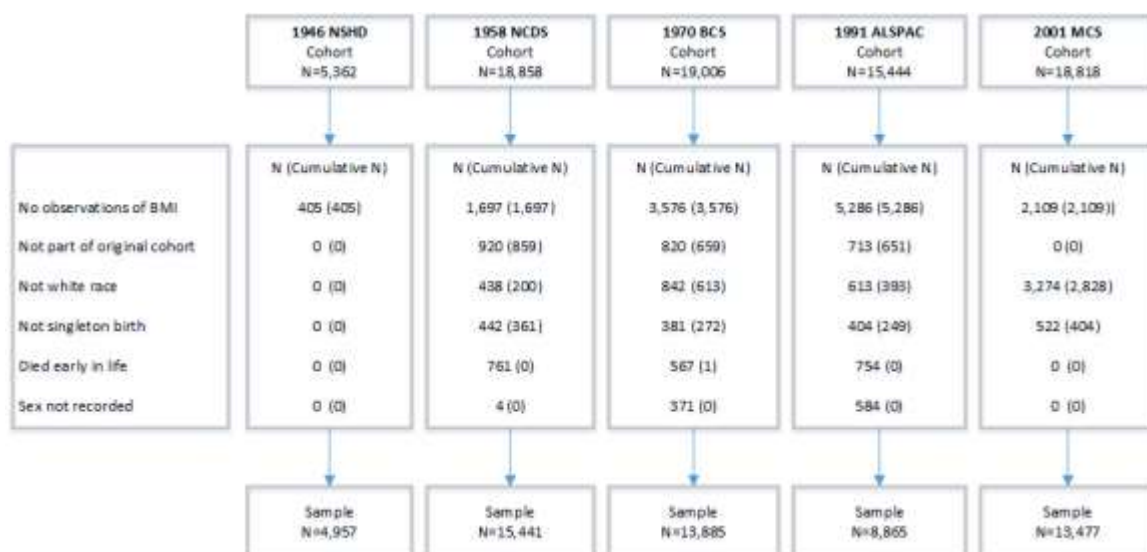 1946 NSHD
Cohort
N=5,362
1958 NCDS
Cohort
N=18,858
1970 BCS
Cohort
N=19,006
1991 ALSPAC
Cohort
N=15,444
2001 MCS
Cohort
N=18,818
N (Cumulative N) N (Cumulative N) N (Cumulative N) N (Cumulative N) N (Cumulative N)
No observations of BMI 405 (405) 1,697 (1,697) 3,576 (3,576) 5,286 (5,286) 2,109 (2,109))
Not part of original cohort 0 (0) 920 (859) 820 (659) 713 (651) 0 (0)
Not white race 0 (0) 438 (200) 842 (613) 613 (393) 3,274 (2,828)
Not singleton birth 0 (0) 442 (361) 381 (272) 404 (249) 522 (404)
Died early in life 0 (0) 761 (0) 567 (1) 754 (0) 0 (0)
Sex not recorded 0 (0) 4 (0) 371 (0) 584 (0) 0 (0)
Sample
N=4,957
Sample
N=15,441
Sample
N=13,885
Sample
N=8,865
Sample
N=13,477